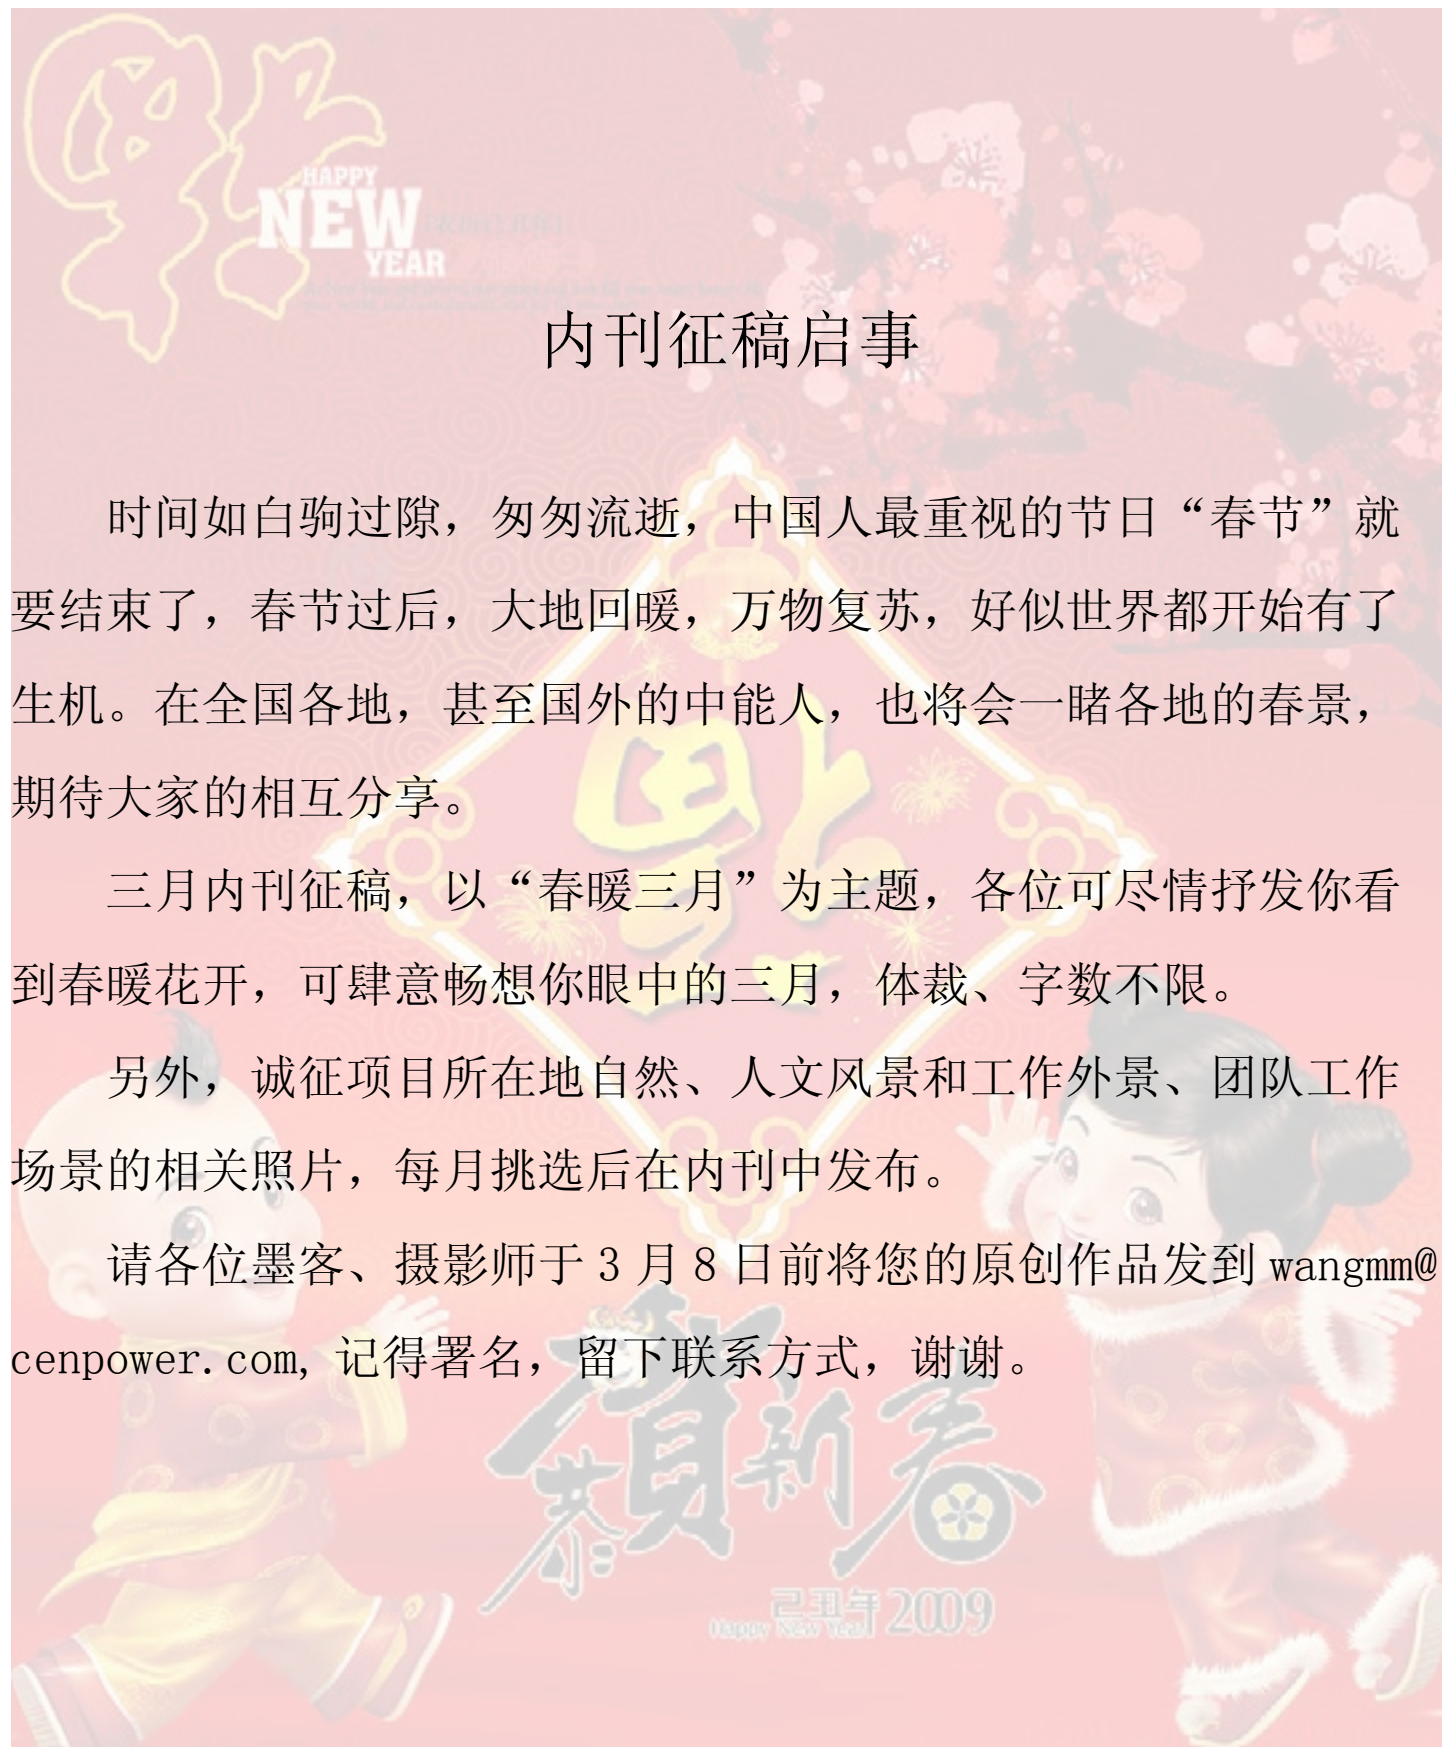 HAPPY
NEW
YEAR
内刊征稿启事
时间如白驹过隙，匆匆流逝，中国人最重视的节日“春节”就
要结束了，春节过后，大地回暖，万物复苏，好似世界都开始有了
生机。在全国各地，甚至国外的中能人，也将会一睹各地的春景，
期待大家的相互分享。
三月内刊征稿，以“春暖三月”为主题，各位可尽情抒发你看
到春暖花开，可肆意畅想你眼中的三月，体裁、字数不限。
另外，诚征项目所在地自然、人文风景和工作外景、团队工作
场景的相关照片，每月挑选后在内刊中发布。
请各位墨客、摄影师于 3 月 8 日前将您的原创作品发到 wangmm@
cenpower.com, 记得署名，留下联系方式，谢谢。
恭賀新春
己丑年 2009
Happy New Year